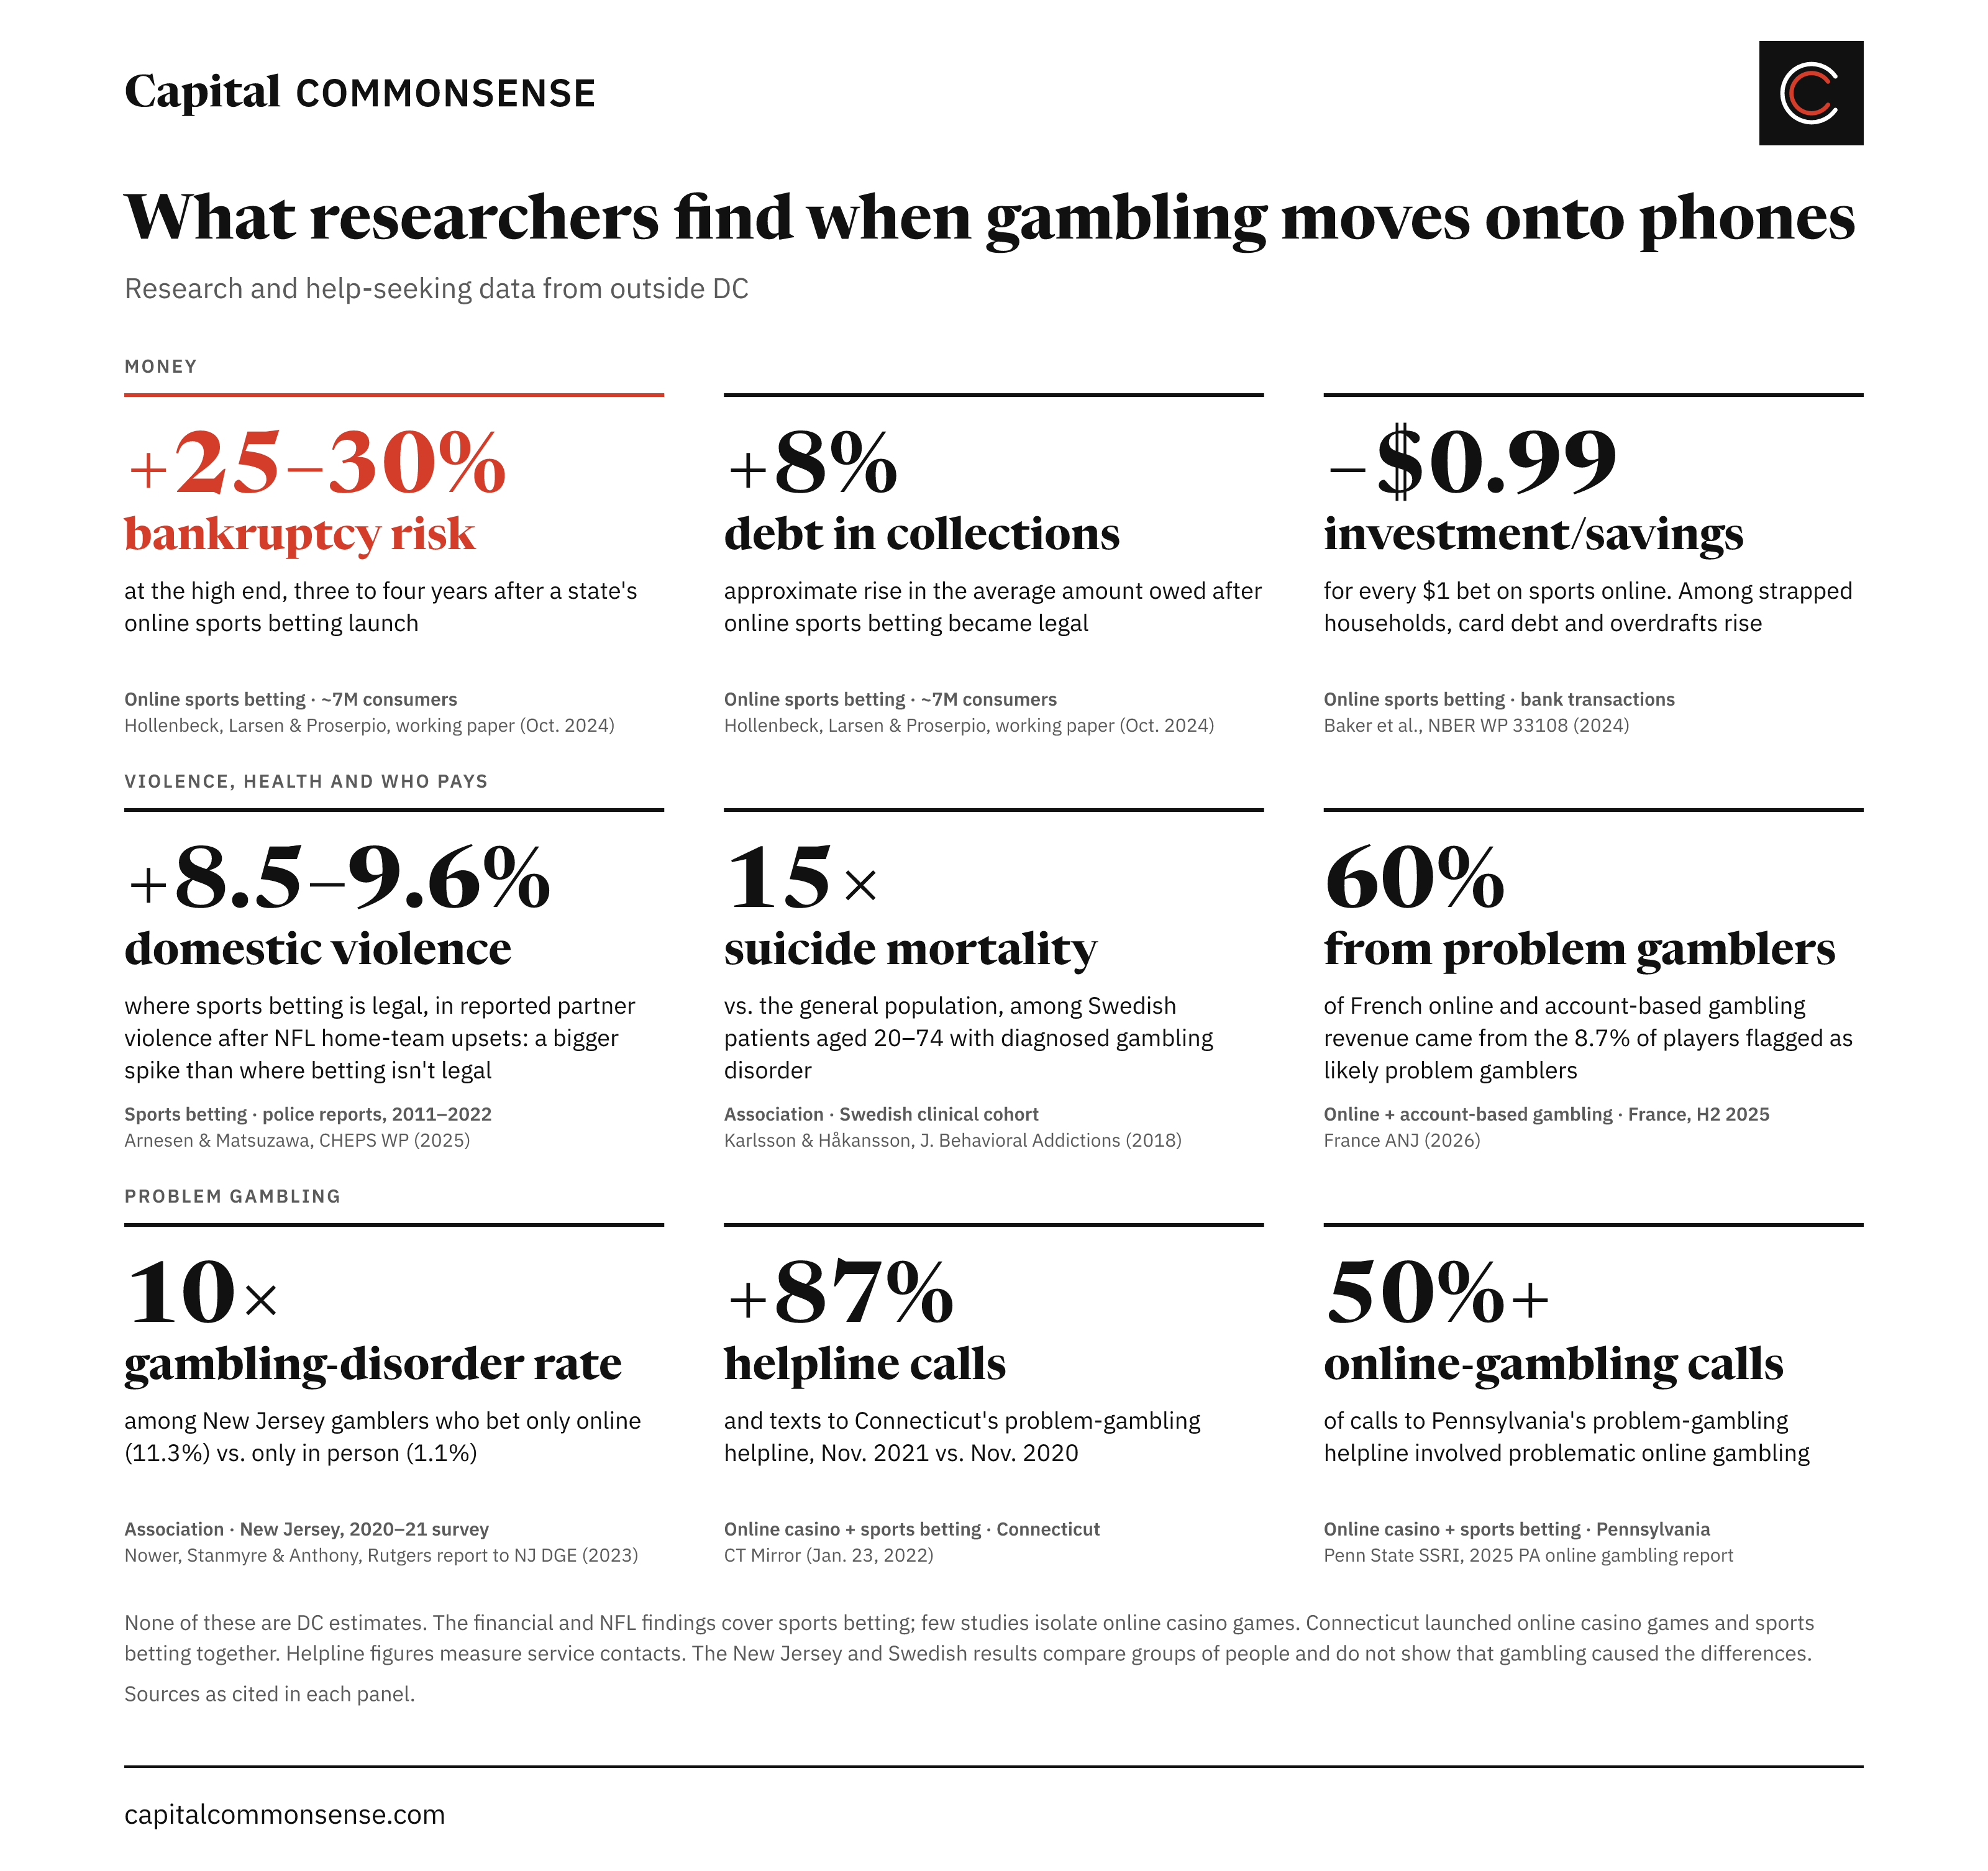 Capital COMMONSENSE
What researchers find when gambling moves onto phones
Research and help-seeking data from outside DC
MONEY
+25–30%
bankruptcy risk
at the high end, three to four years after a state's
online sports betting launch
Online sports betting · ~7M consumers
Hollenbeck, Larsen & Proserpio, working paper (Oct. 2024)
+8%
debt in collections
approximate rise in the average amount owed after
online sports betting became legal
Online sports betting · ~7M consumers
Hollenbeck, Larsen & Proserpio, working paper (Oct. 2024)
–$0.99
investment/savings
for every $1 bet on sports online. Among strapped
households, card debt and overdrafts rise
Online sports betting · bank transactions
Baker et al., NBER WP 33108 (2024)
VIOLENCE, HEALTH AND WHO PAYS
+8.5–9.6%
domestic violence
where sports betting is legal, in reported partner
violence after NFL home-team upsets: a bigger
spike than where betting isn't legal
Sports betting · police reports, 2011–2022
Arnesen & Matsuzawa, CHEPS WP (2025)
15×
suicide mortality
vs. the general population, among Swedish
patients aged 20–74 with diagnosed gambling
disorder
Association · Swedish clinical cohort
Karlsson & Håkansson, J. Behavioral Addictions (2018)
60%
from problem gamblers
of French online and account-based gambling
revenue came from the 8.7% of players flagged as
likely problem gamblers
Online + account-based gambling · France, H2 2025
France ANJ (2026)
PROBLEM GAMBLING
10×
gambling-disorder rate
among New Jersey gamblers who bet only online
(11.3%) vs. only in person (1.1%)
Association · New Jersey, 2020–21 survey
Nower, Stanmyre & Anthony, Rutgers report to NJ DGE (2023)
+87%
helpline calls
and texts to Connecticut's problem-gambling
helpline, Nov. 2021 vs. Nov. 2020
Online casino + sports betting · Connecticut
CT Mirror (Jan. 23, 2022)
50%+
online-gambling calls
of calls to Pennsylvania's problem-gambling
helpline involved problematic online gambling
Online casino + sports betting · Pennsylvania
Penn State SSRI, 2025 PA online gambling report
None of these are DC estimates. The financial and NFL findings cover sports betting; few studies isolate online casino games. Connecticut launched online casino games and sports
betting together. Helpline figures measure service contacts. The New Jersey and Swedish results compare groups of people and do not show that gambling caused the differences.
Sources as cited in each panel.
capitalcommonsense.com